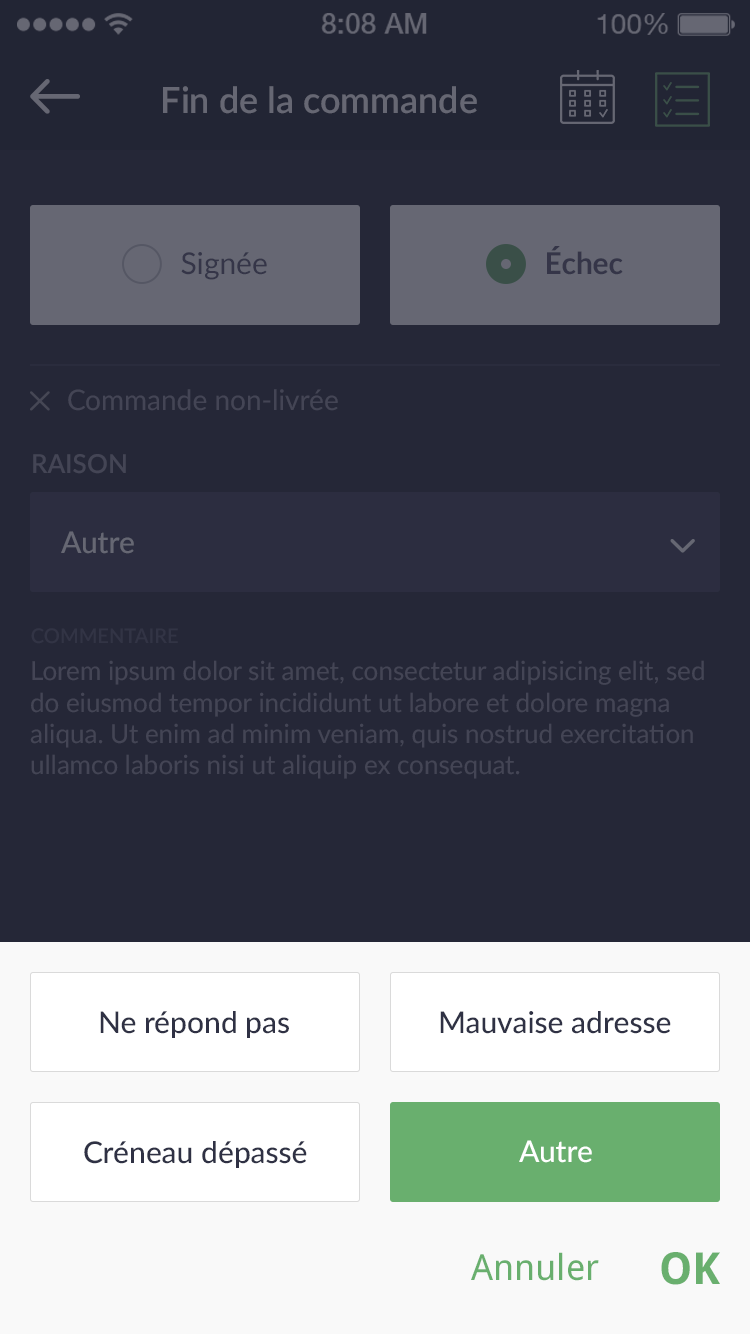 8:08 AM 100%
Fin de la commande
Signée Échec
Commande non-livrée
RAISON
Autre
COMMENTAIRE
Lorem ipsum dolor sit amet, consectetur adipisicing elit, sed
do eiusmod tempor incididunt ut labore et dolore magna
aliqua. Ut enim ad minim veniam, quis nostrud exercitation
ullamco laboris nisi ut aliquip ex consequat.
Ne répond pas Mauvaise adresse
Créneau dépassé Autre
Annuler OK